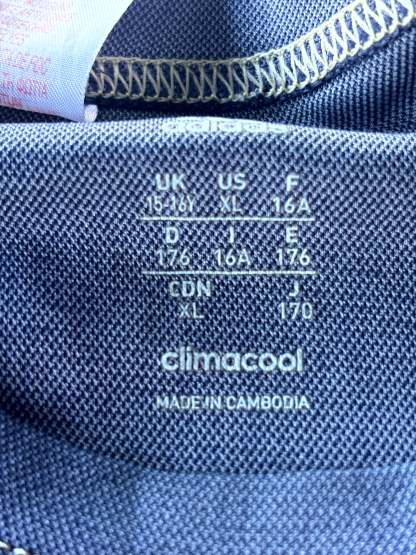 UK US F
15-16Y XL 16A
D I E
176 16A 176
CDN J
XL 170
climacool
MADE IN CAMBODIA